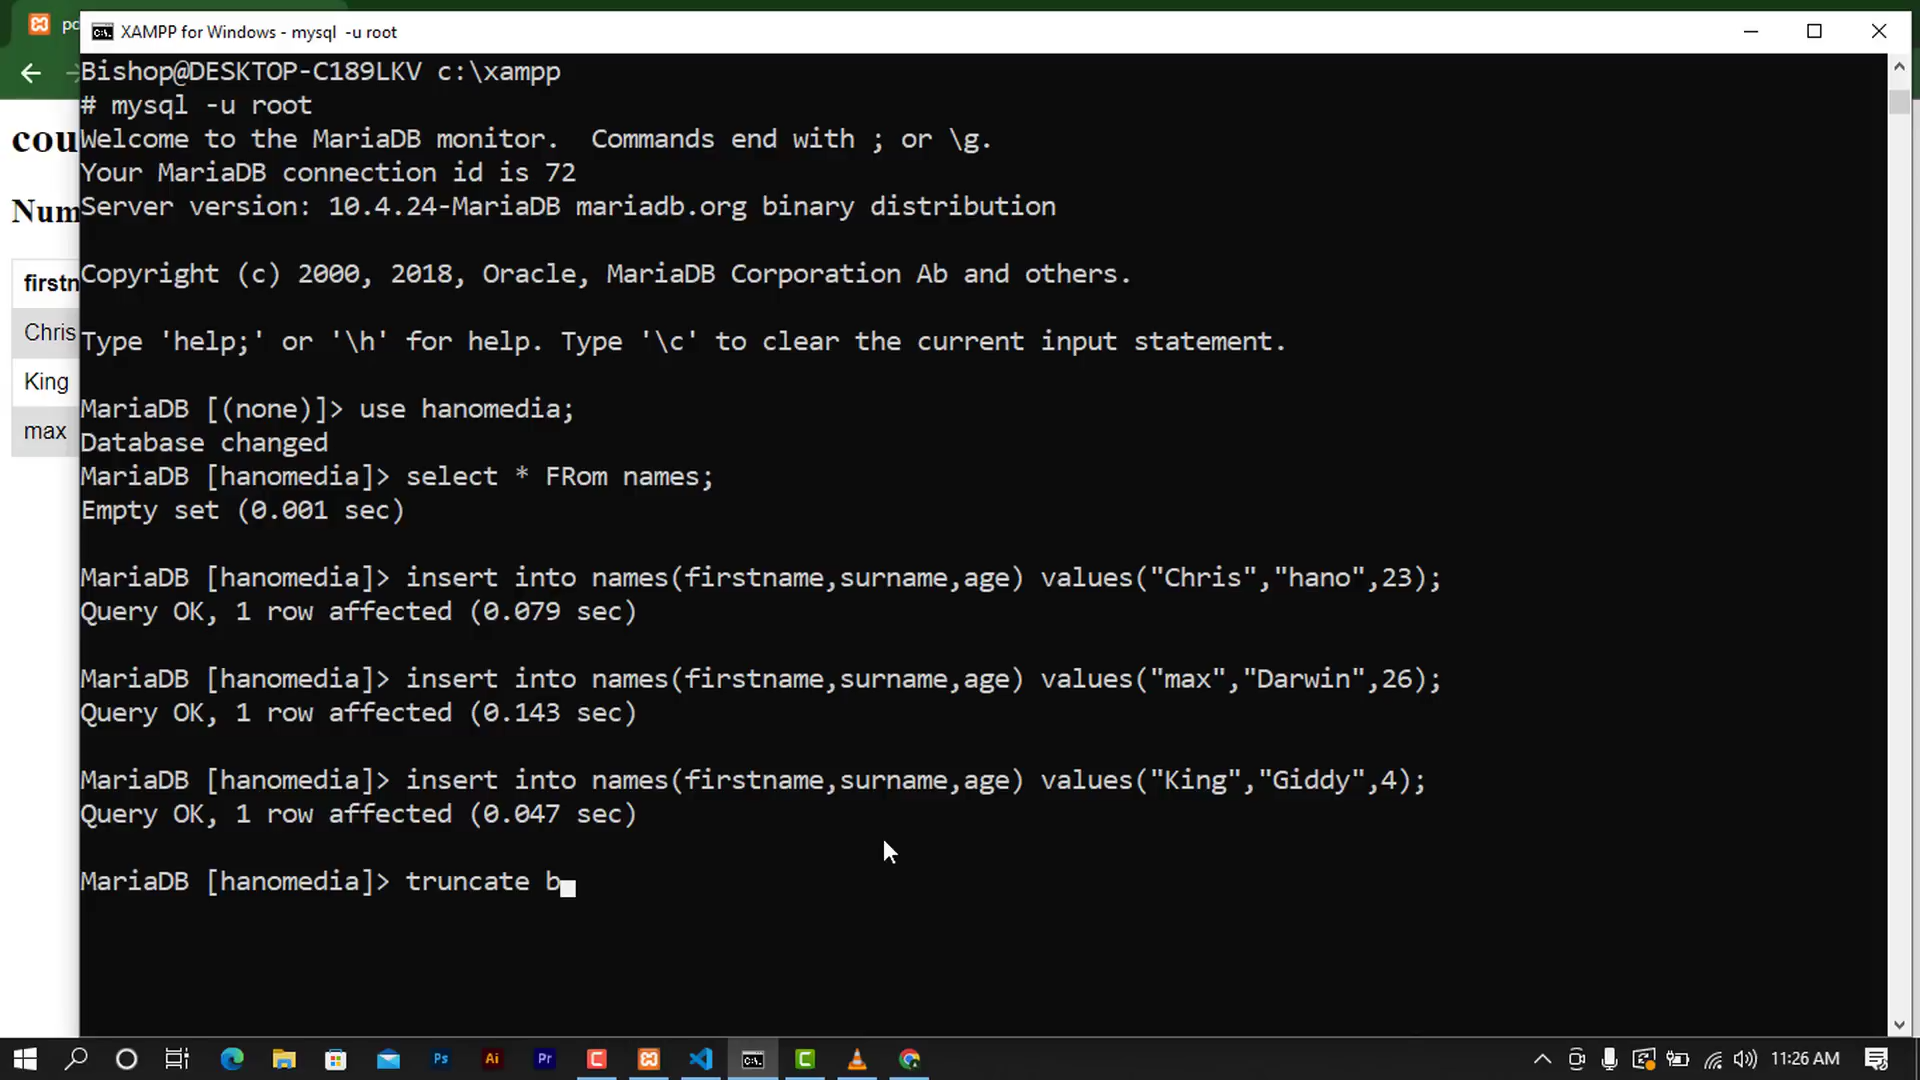 pc
XAMPP for Windows - mysql  -u root
Bishop@DESKTOP-C189LKV c:\xampp
# mysql -u root
Welcome to the MariaDB monitor.  Commands end with ; or \g.
Your MariaDB connection id is 72
Server version: 10.4.24-MariaDB mariadb.org binary distribution
Copyright (c) 2000, 2018, Oracle, MariaDB Corporation Ab and others.
Type 'help;' or '\h' for help. Type '\c' to clear the current input statement.
MariaDB [(none)]> use hanomedia;
Database changed
MariaDB [hanomedia]> select * FRom names;
Empty set (0.001 sec)
MariaDB [hanomedia]> insert into names(firstname,surname,age) values("Chris","hano",23);
Query OK, 1 row affected (0.079 sec)
MariaDB [hanomedia]> insert into names(firstname,surname,age) values("max","Darwin",26);
Query OK, 1 row affected (0.143 sec)
MariaDB [hanomedia]> insert into names(firstname,surname,age) values("King","Giddy",4);
Query OK, 1 row affected (0.047 sec)
MariaDB [hanomedia]> truncate b
cou
Num
firstn
Chris
King
max
Ps
Ai
Pr
11:26 AM